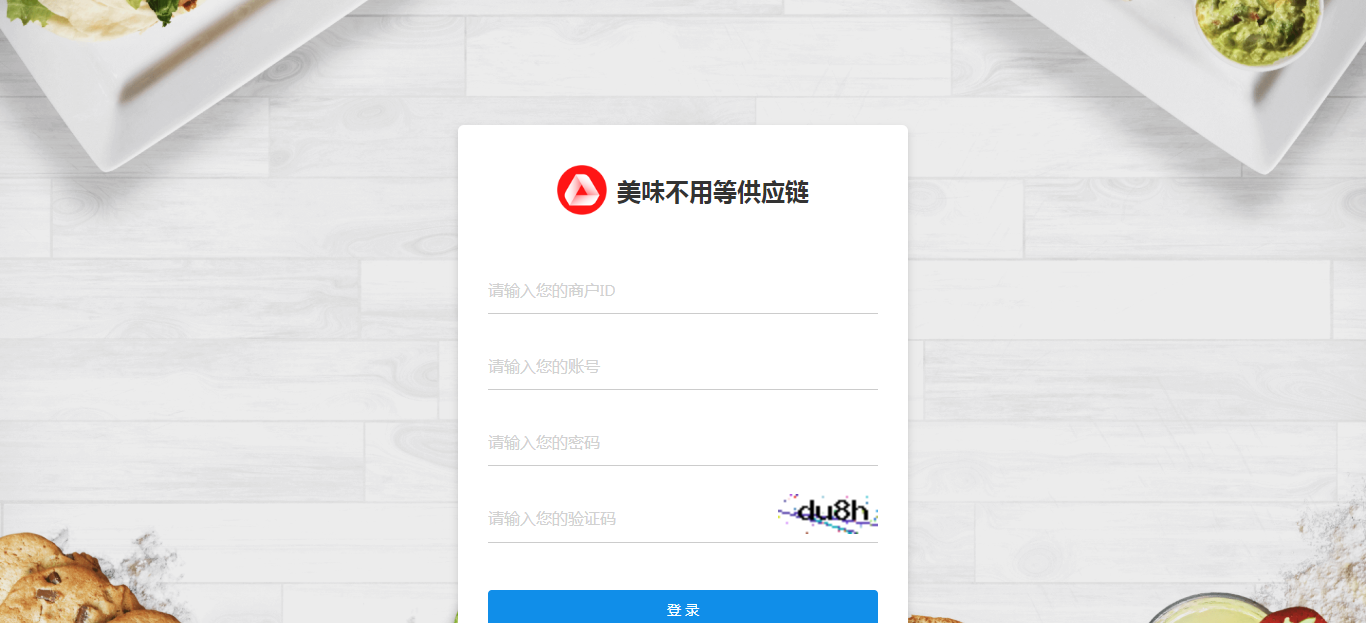 美味不用等供应链
请输入您的商户ID
请输入您的账号
请输入您的密码
请输入您的验证码
du8h
登 录